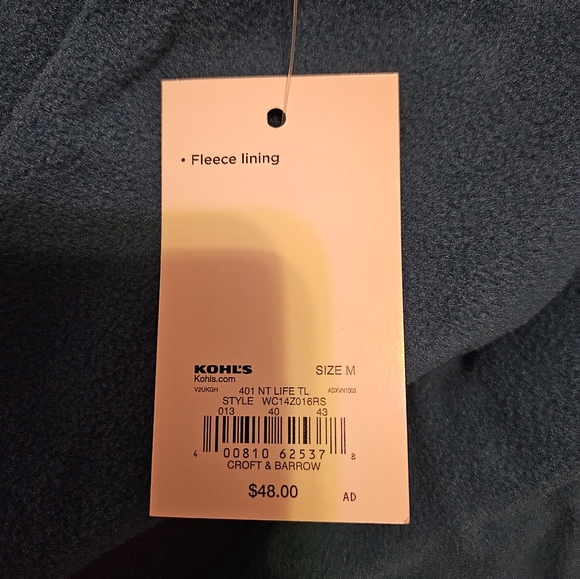 • Fleece lining
KOHL'S SIZE M
Kohls.com
V2UKGH 401 NT LIFE TL ADXVN1003
STYLE WC14Z016RS
013 40 43
4 00810 62537 8
CROFT & BARROW
$48.00 AD